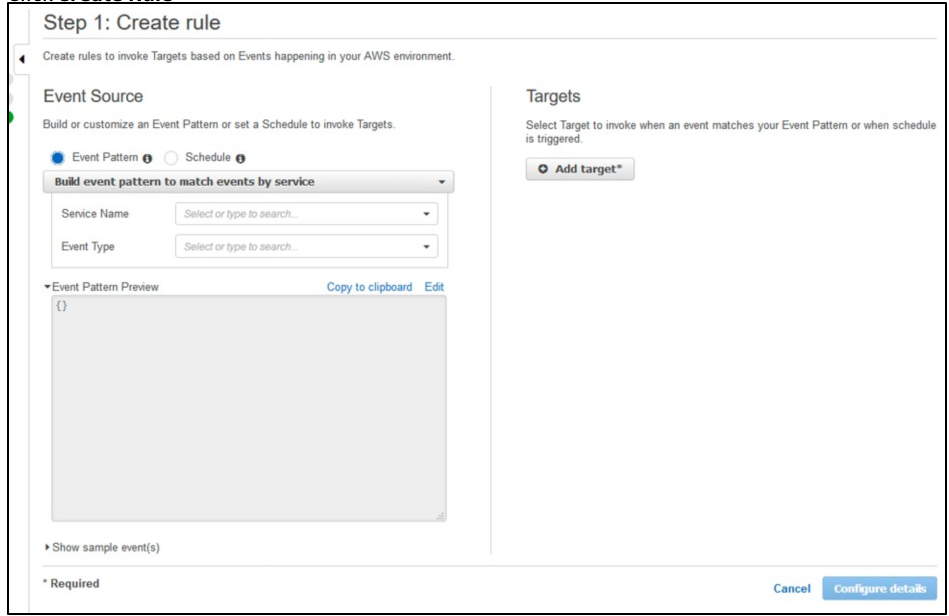 Step 1: Create rule
Create rules to invoke Targets based on Events happening in your AWS environment.
Event Source
Build or customize an Event Pattern or set a Schedule to invoke Targets.
Event Pattern Schedule
Build event pattern to match events by service
Service Name Select or type to search...
Event Type Select or type to search...
Event Pattern Preview Copy to clipboard Edit
{}
Show sample event(s)
Targets
Select Target to invoke when an event matches your Event Pattern or when schedule
is triggered.
Add target*
* Required
Cancel Configure details